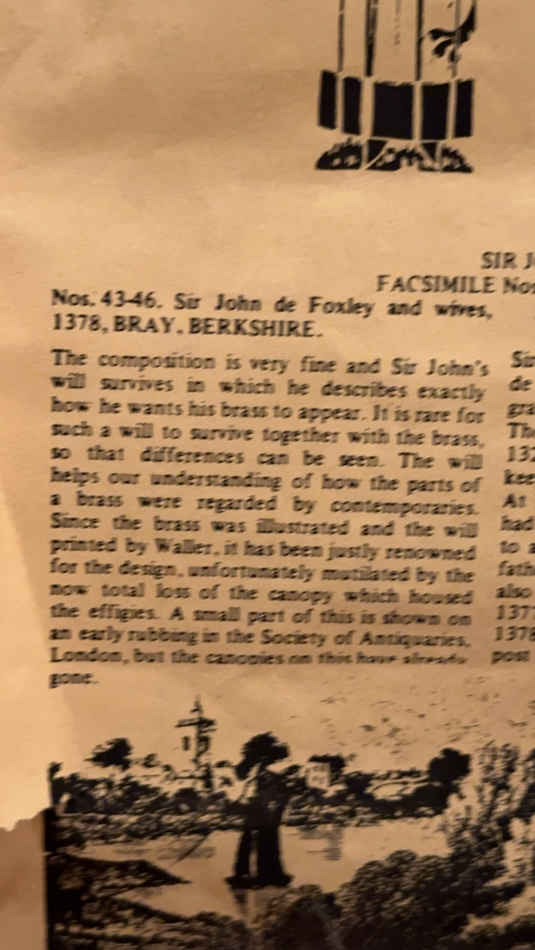 SIR J
FACSIMILE Nos
Nos. 43-46. Sir John de Foxley and wives,
1378, BRAY, BERKSHIRE.
The composition is very fine and Sir John's
will survives in which he describes exactly
how he wants his brass to appear. It is rare for
such a will to survive together with the brass,
so that differences can be seen. The will
helps our understanding of how the parts of
a brass were regarded by contemporaries.
Since the brass was illustrated and the will
printed by Waller, it has been justly renowned
for the design, unfortunately mutilated by the
now total loss of the canopy which housed
the effigies. A small part of this is shown on
an early rubbing in the Society of Antiquaries,
London, but the canopies on this have already
gone.
Sir
de
gra
The
132
kee
At
had
to a
fath
also
1377
1378
post